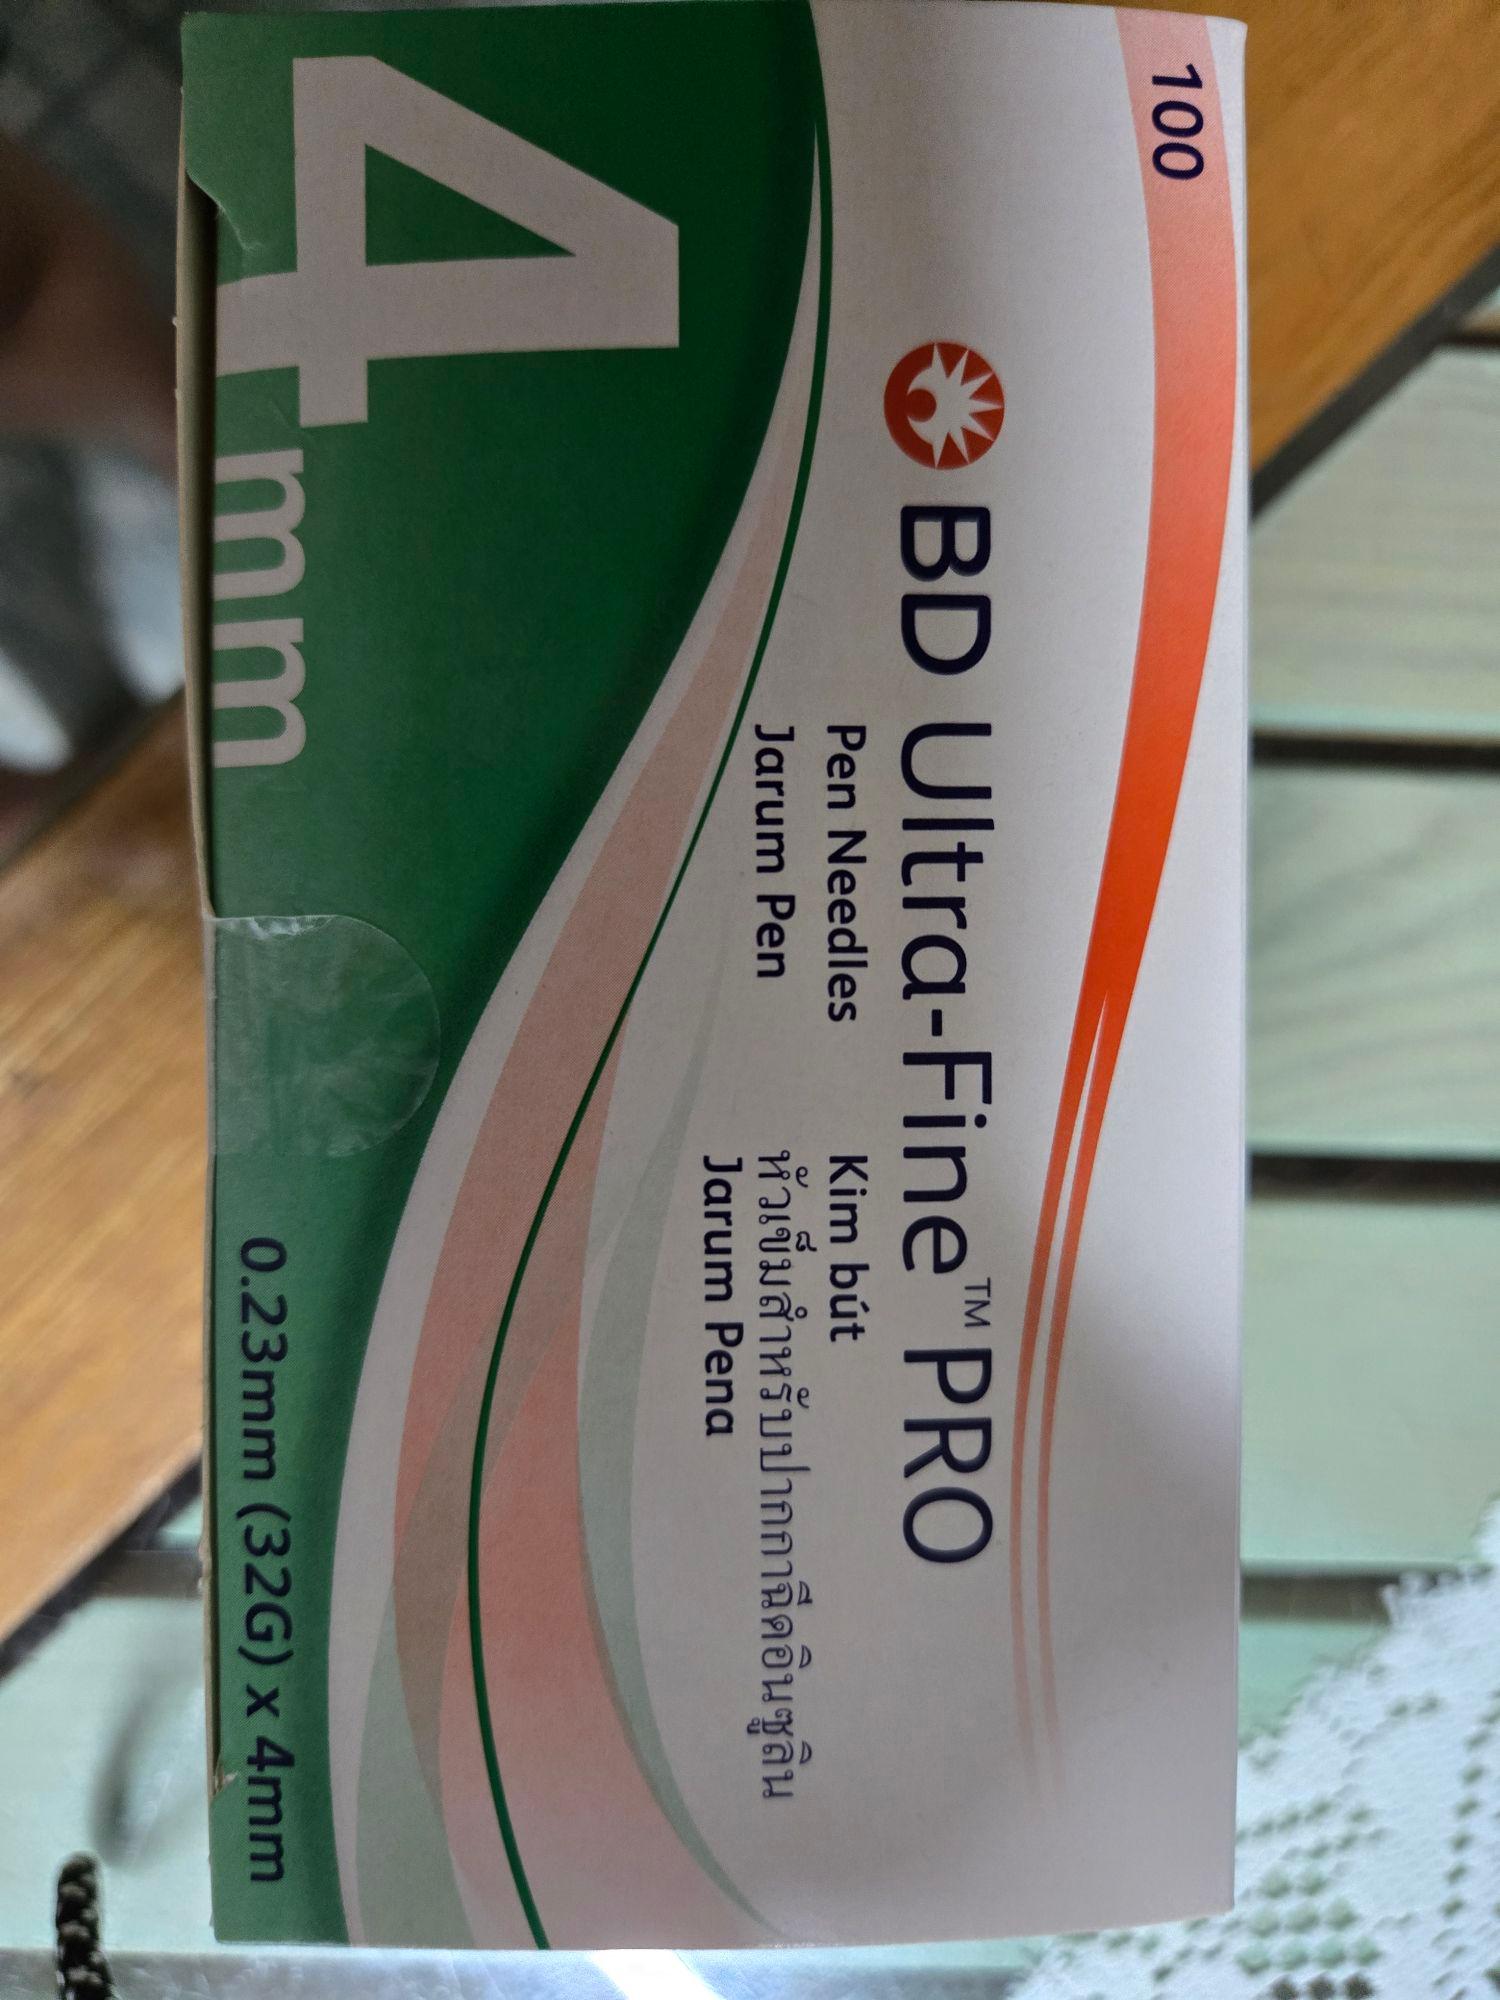 100
BD Ultra-Fine™ PRO
Pen Needles
Jarum Pen
Kim bút
หัวเข็มสำหรับปากกาฉีดอินซูลิน
Jarum Pena
4mm
0.23mm (32G) x 4mm